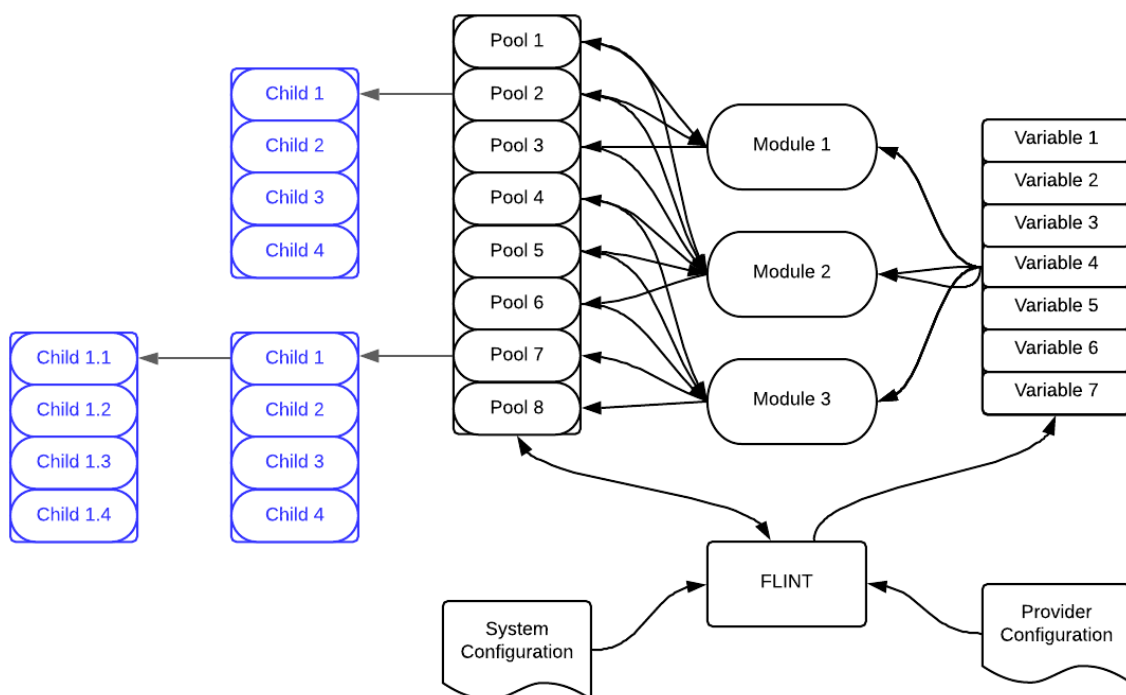 Pool 1
Pool 2
Pool 3
Pool 4
Pool 5
Pool 6
Pool 7
Pool 8
Child 1
Child 2
Child 3
Child 4
Child 1.1
Child 1.2
Child 1.3
Child 1.4
Child 1
Child 2
Child 3
Child 4
Module 1
Module 2
Module 3
Variable 1
Variable 2
Variable 3
Variable 4
Variable 5
Variable 6
Variable 7
FLINT
System
Configuration
Provider
Configuration